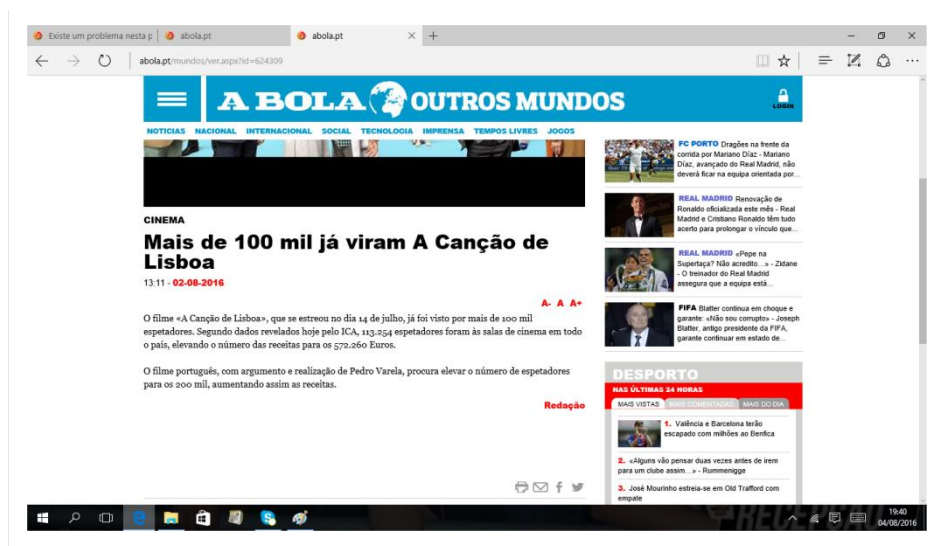 Existe um problema nesta p
abola.pt
abola.pt
abola.pt/mundos/ver.aspx?id=624309
A BOLA OUTROS MUNDOS
LOGIN
NOTICIAS NACIONAL INTERNACIONAL SOCIAL TECNOLOGIA IMPRENSA TEMPOS LIVRES JOGOS
CINEMA
Mais de 100 mil já viram A Canção de
Lisboa
13:11 - 02-08-2016
A- A A+
O filme «A Canção de Lisboa», que se estreou no dia 14 de julho, já foi visto por mais de 100 mil
espetadores. Segundo dados revelados hoje pelo ICA, 113.254 espetadores foram às salas de cinema em todo
o país, elevando o número das receitas para os 572.260 Euros.
O filme português, com argumento e realização de Pedro Varela, procura elevar o número de espetadores
para os 200 mil, aumentando assim as receitas.
Redação
FC PORTO Dragões na frente da
corrida por Mariano Díaz - Mariano
Díaz, avançado do Real Madrid, não
deverá ficar na equipa orientada por...
REAL MADRID Renovação de
Ronaldo oficializada este mês - Real
Madrid e Cristiano Ronaldo têm tudo
acerto para prolongar o vínculo que...
REAL MADRID «Pepe na
Supertaça? Não acredito…» - Zidane
- O treinador do Real Madrid
assegura que a equipa está...
FIFA Blatter continua em choque e
garante: «Não sou corrupto» - Joseph
Blatter, antigo presidente da FIFA,
garante continuar em estado de...
DESPORTO
NAS ÚLTIMAS 24 HORAS
MAIS VISTAS MAIS COMENTADAS MAIS DO DIA
1. Valência e Barcelona terão
escapado com milhões ao Benfica
2. «Alguns vão pensar duas vezes antes de irem
para um clube assim…» - Rummenigge
3. José Mourinho estreia-se em Old Trafford com
empate
19:40
04/08/2016